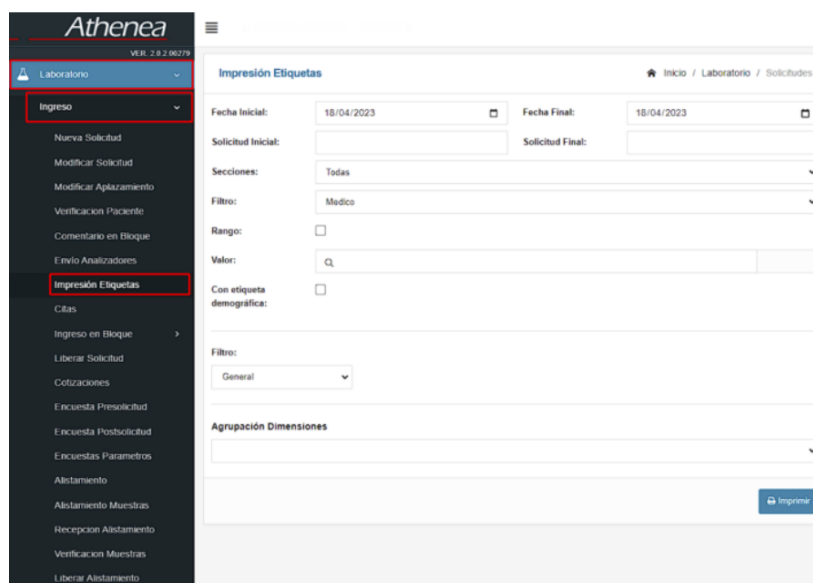 Athenea
VER. 2.0.2.00279
Laboratorio
Ingreso
Nueva Solicitud
Modificar Solicitud
Modificar Aplazamiento
Verificacion Paciente
Comentario en Bloque
Envio Analizadores
Impresión Etiquetas
Citas
Ingreso en Bloque
Liberar Solicitud
Cotizaciones
Encuesta Presolicitud
Encuesta Postsolicitud
Encuestas Parametros
Alistamiento
Alistamiento Muestras
Recepcion Alistamiento
Verificacion Muestras
Liberar Alistamiento
Impresión Etiquetas
Inicio / Laboratorio / Solicitudes
Fecha Inicial: 18/04/2023 Fecha Final: 18/04/2023
Solicitud Inicial: Solicitud Final:
Secciones: Todas
Filtro: Medico
Rango:
Valor:
Con etiqueta
demográfica:
Filtro:
General
Agrupación Dimensiones
Imprimir